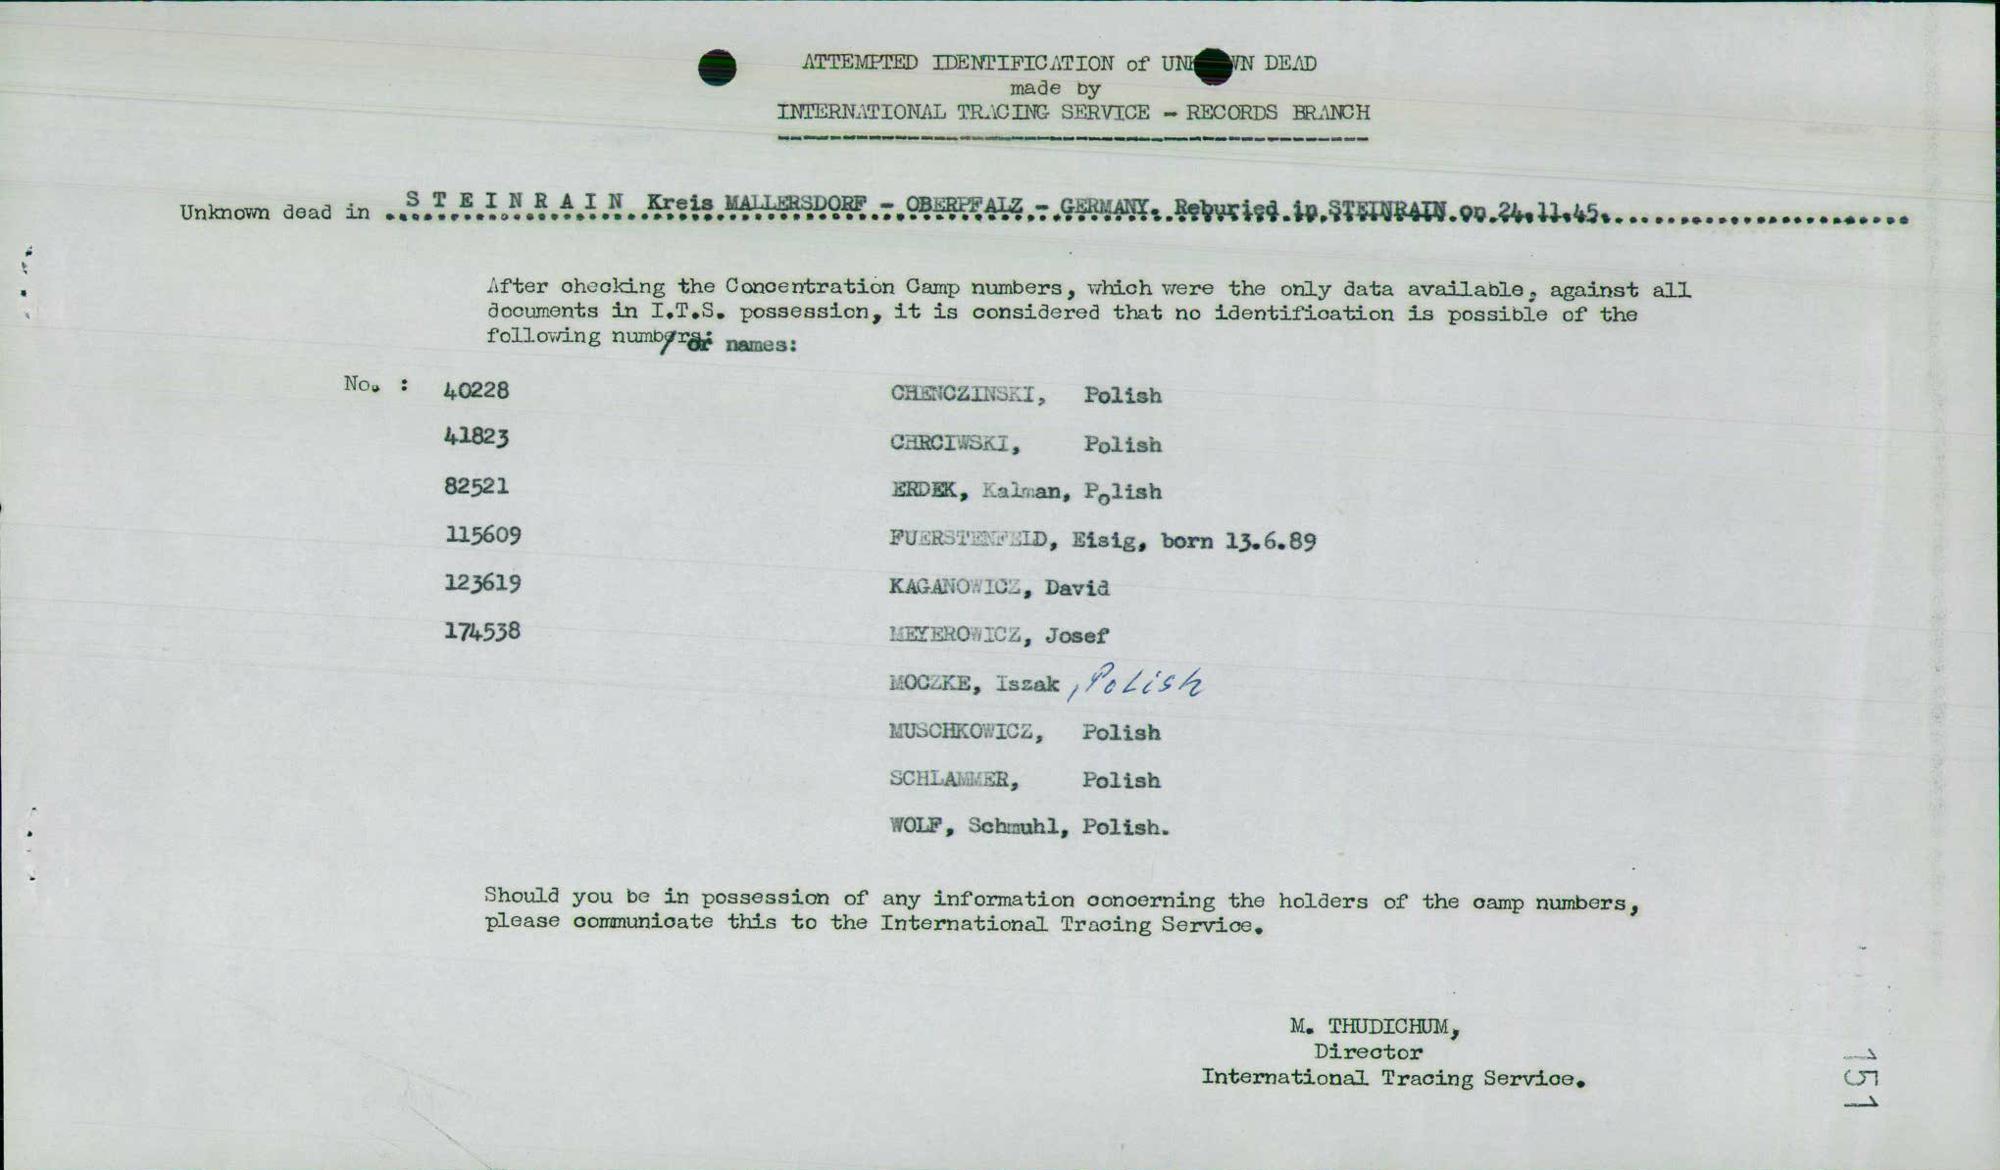 ATTEMPTED IDENTIFICATION of UNKNOWN DEAD
made by
INTERNATIONAL TRACING SERVICE - RECORDS BRANCH
Unknown dead in S T E I N R A I N Kreis MALLERSDORF - OBERPFALZ - GERMANY. Reburied in STEINRAIN on 24.11.45.
After checking the Concentration Camp numbers, which were the only data available, against all
documents in I.T.S. possession, it is considered that no identification is possible of the
following numbers/or names:
No. : 40228 CHENCZINSKI, Polish
41823 CHRCIWSKI, Polish
82521 ERDEK, Kalman, Polish
115609 FUERSTENFELD, Eisig, born 13.6.89
123619 KAGANOWICZ, David
174538 MEYEROWICZ, Josef
MOCZKE, Iszak, Polish
MUSCHKOWICZ, Polish
SCHLAMMER, Polish
WOLF, Schmuhl, Polish.
Should you be in possession of any information concerning the holders of the camp numbers,
please communicate this to the International Tracing Service.
M. THUDICHUM,
Director
International Tracing Service.
151